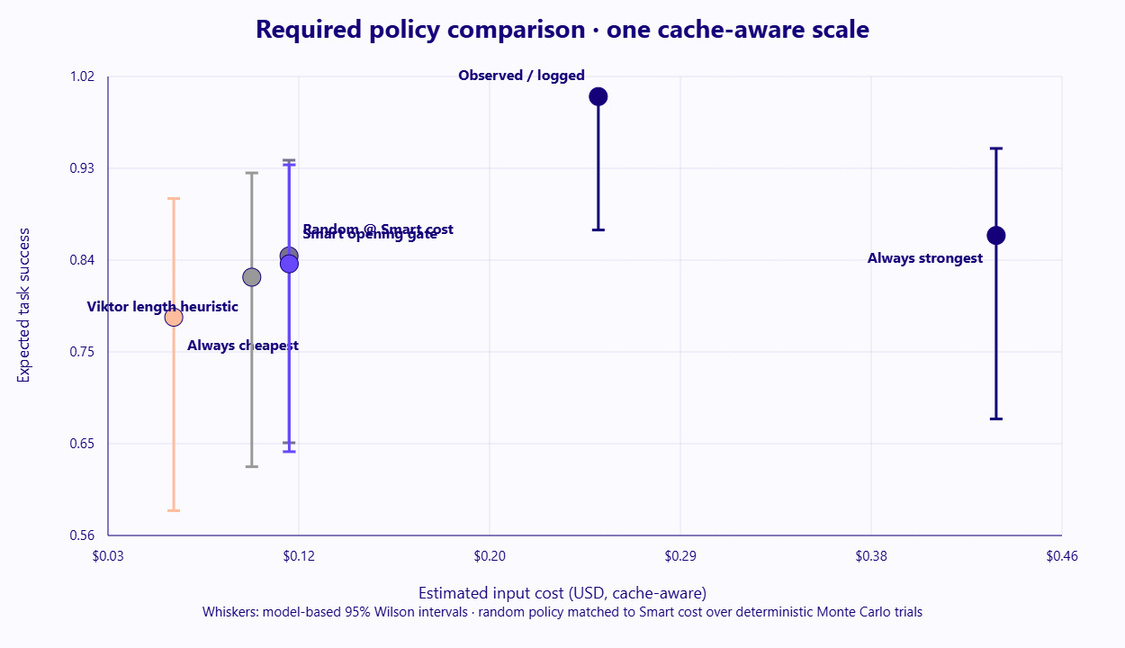 Required policy comparison · one cache-aware scale
Observed / logged
1.02
0.93
Random @ Smart cost
Smart opening gate
0.84
Always strongest
Viktor length heuristic
Always cheapest
0.75
0.65
0.56
Expected task success
$0.03
$0.12
$0.20
$0.29
$0.38
$0.46
Estimated input cost (USD, cache-aware)
Whiskers: model-based 95% Wilson intervals · random policy matched to Smart cost over deterministic Monte Carlo trials